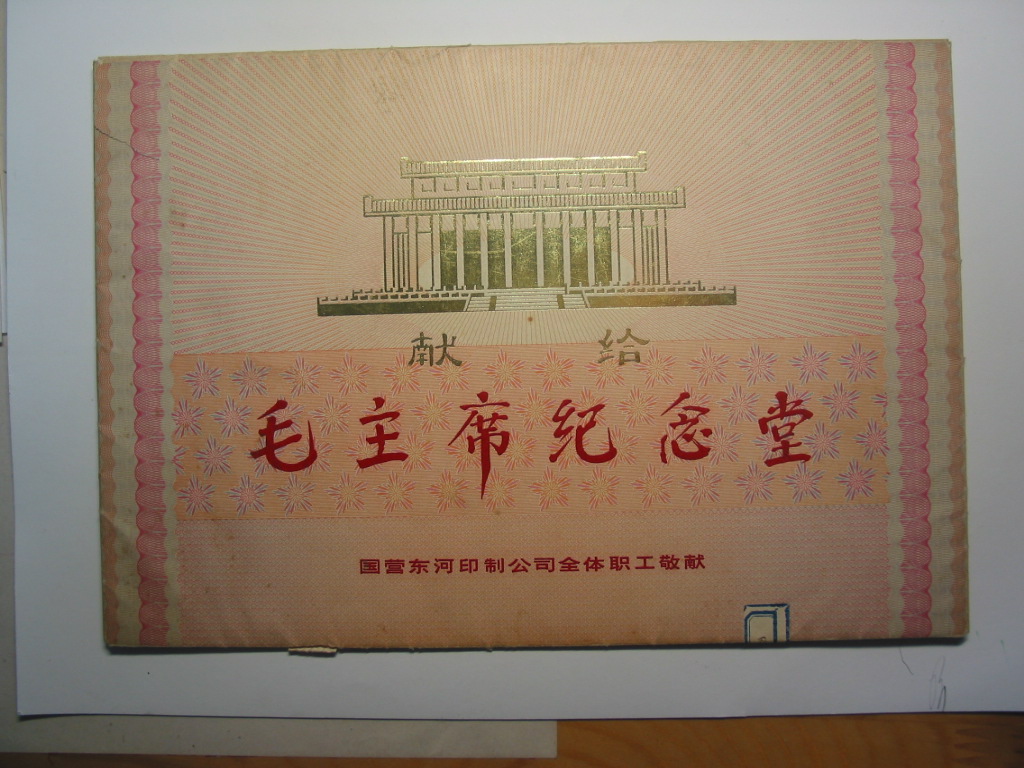 献 给
毛主席纪念堂
国营东河印制公司全体职工敬献